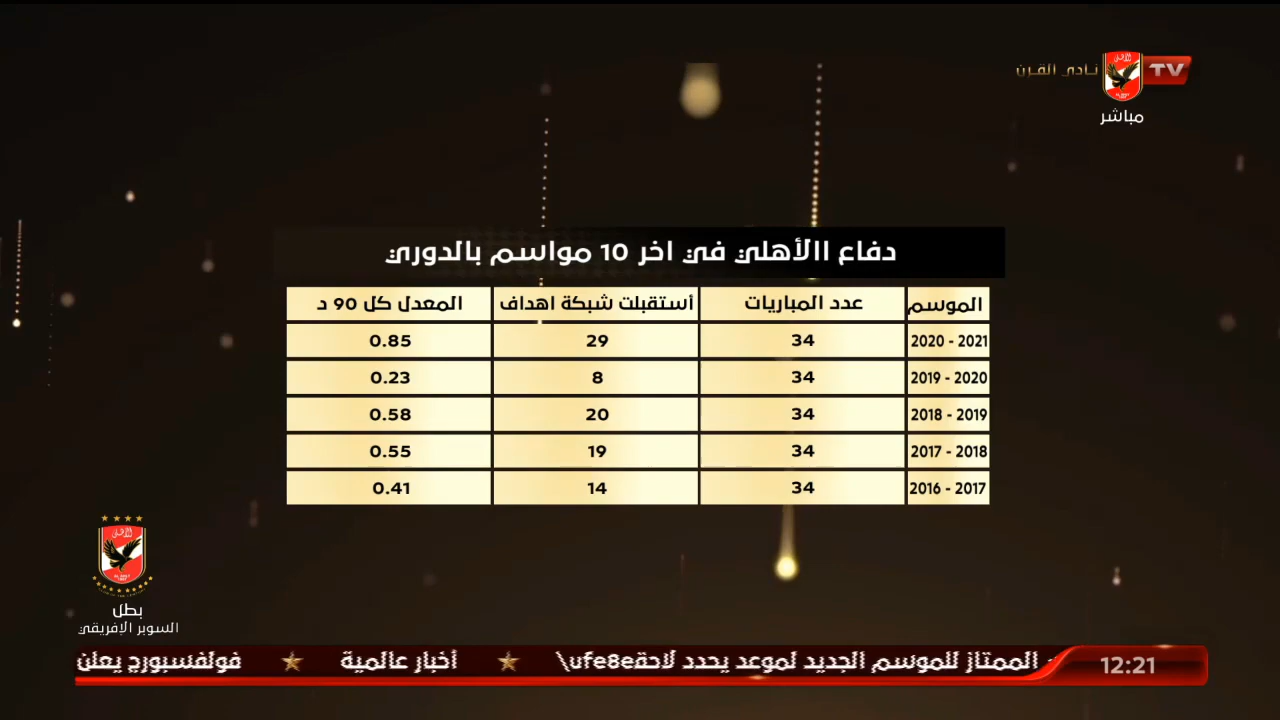 TV
نادي القرن
مباشر
دفاع االأهلي في اخر 10 مواسم بالدوري
الموسم عدد المباريات أستقبلت شبكة اهداف المعدل كل 90 د
2020 - 2021 34 29 0.85
2019 - 2020 34 8 0.23
2018 - 2019 34 20 0.58
2017 - 2018 34 19 0.55
2016 - 2017 34 14 0.41
بطل
السوبر الإفريقي
الممتاز للموسم الجديد لموعد يحدد لاحق\ufe8e ★ أخبار عالمية ★ فولفسبورج يعلن
12:21